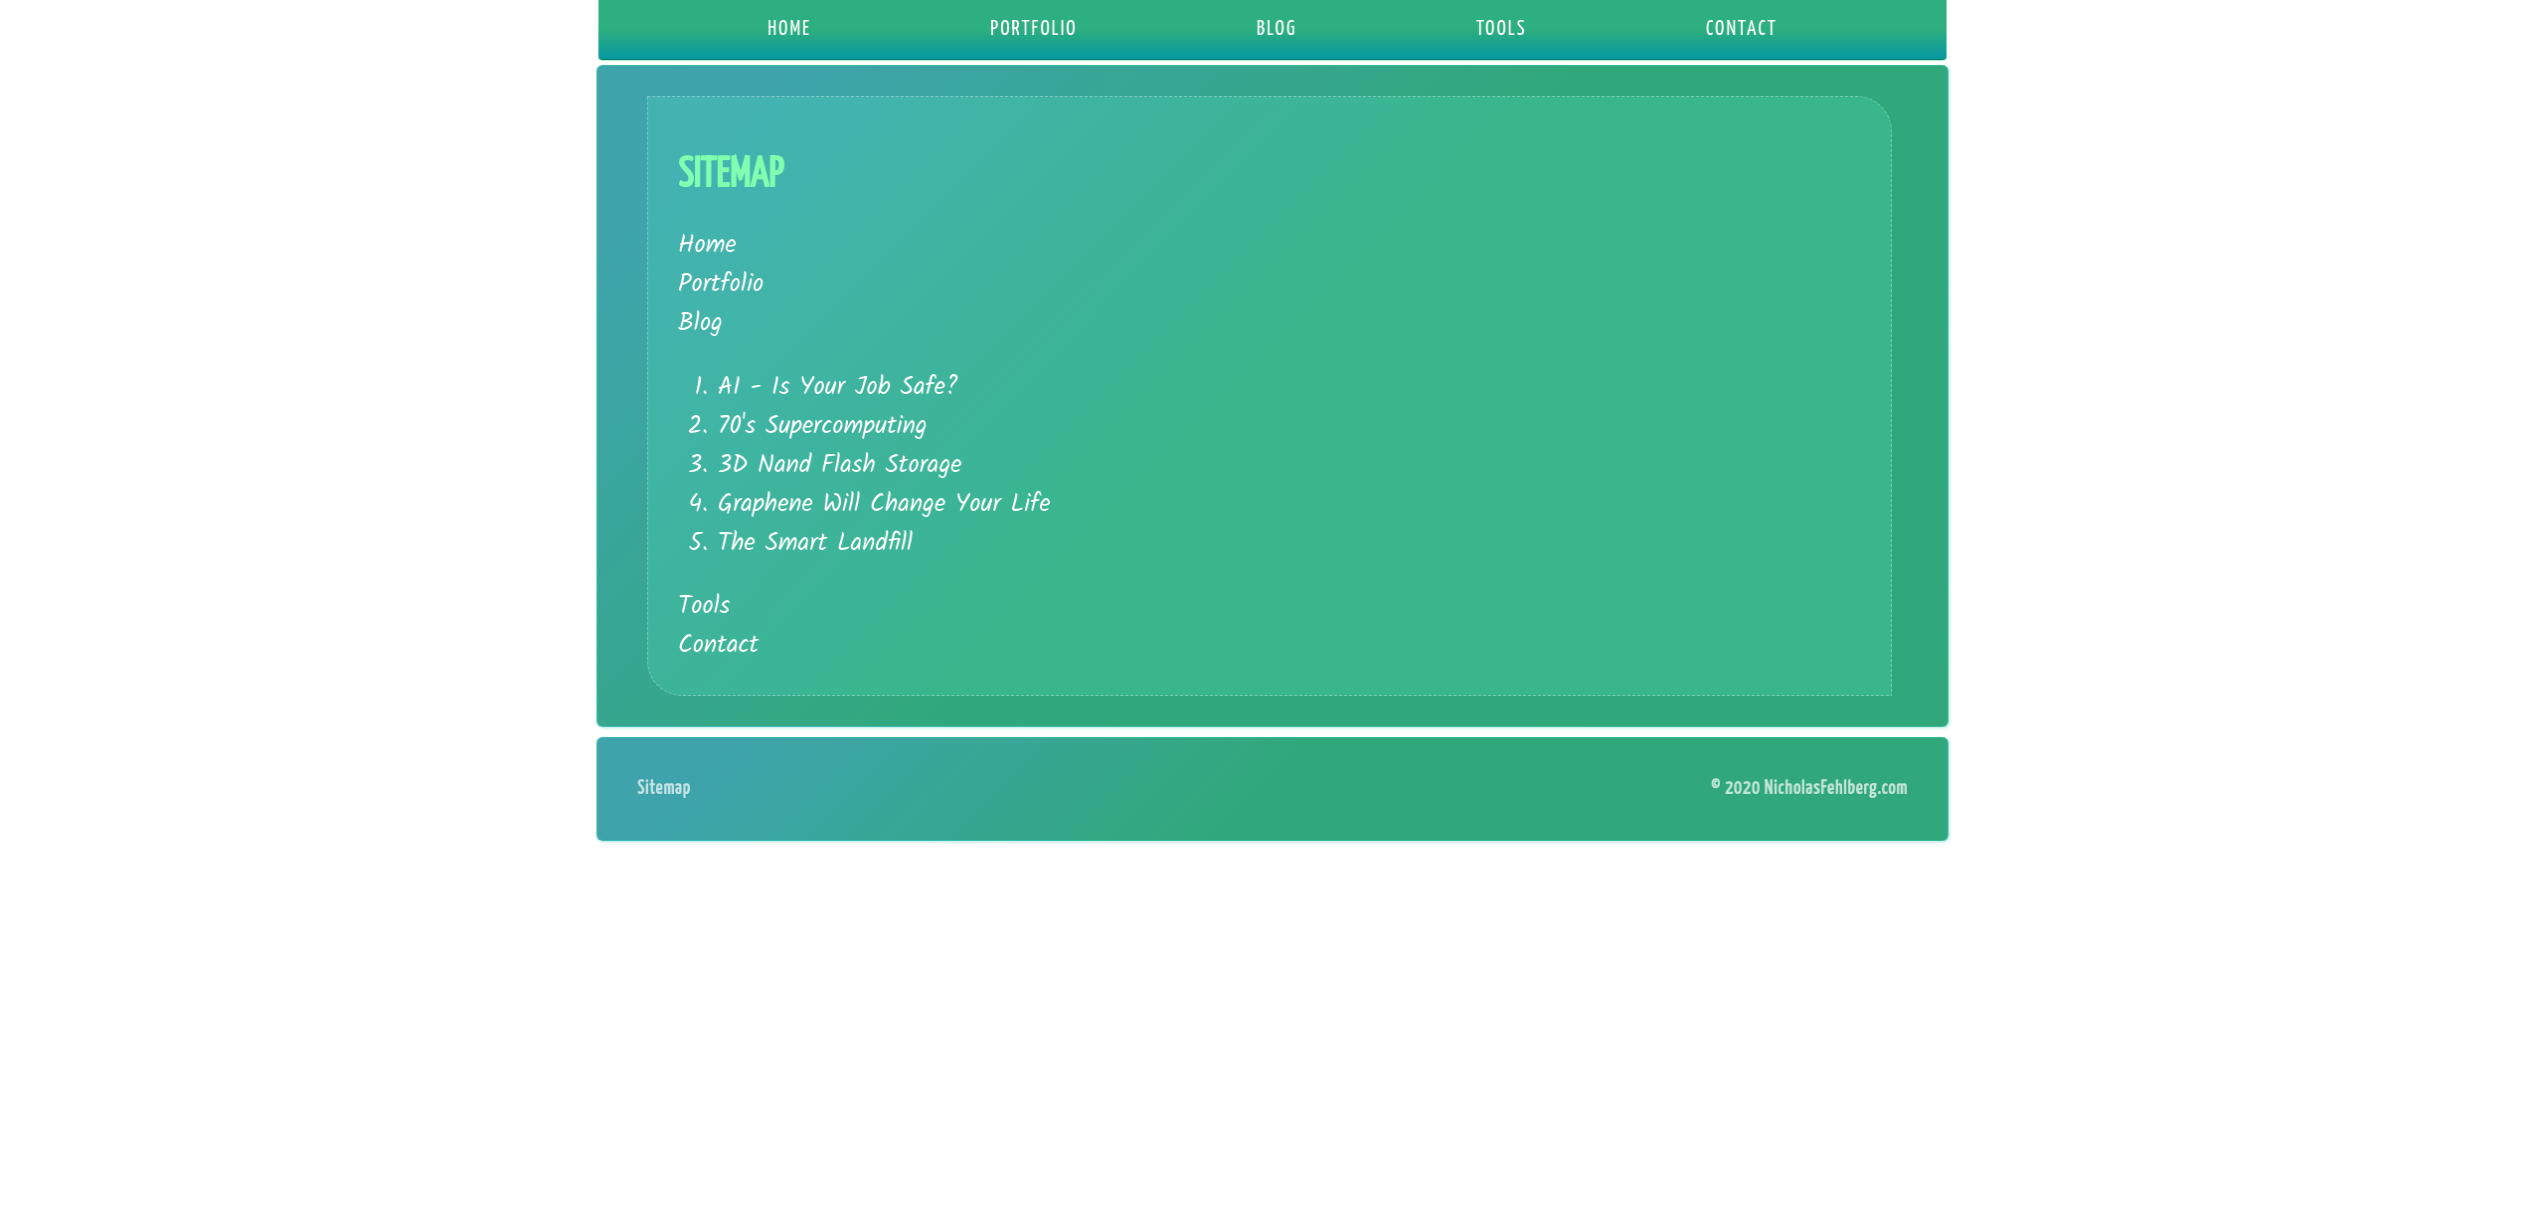 HOME PORTFOLIO BLOG TOOLS CONTACT
SITEMAP
Home
Portfolio
Blog
1. AI - Is Your Job Safe?
2. 70's Supercomputing
3. 3D Nand Flash Storage
4. Graphene Will Change Your Life
5. The Smart Landfill
Tools
Contact
Sitemap © 2020 NicholasFehlberg.com